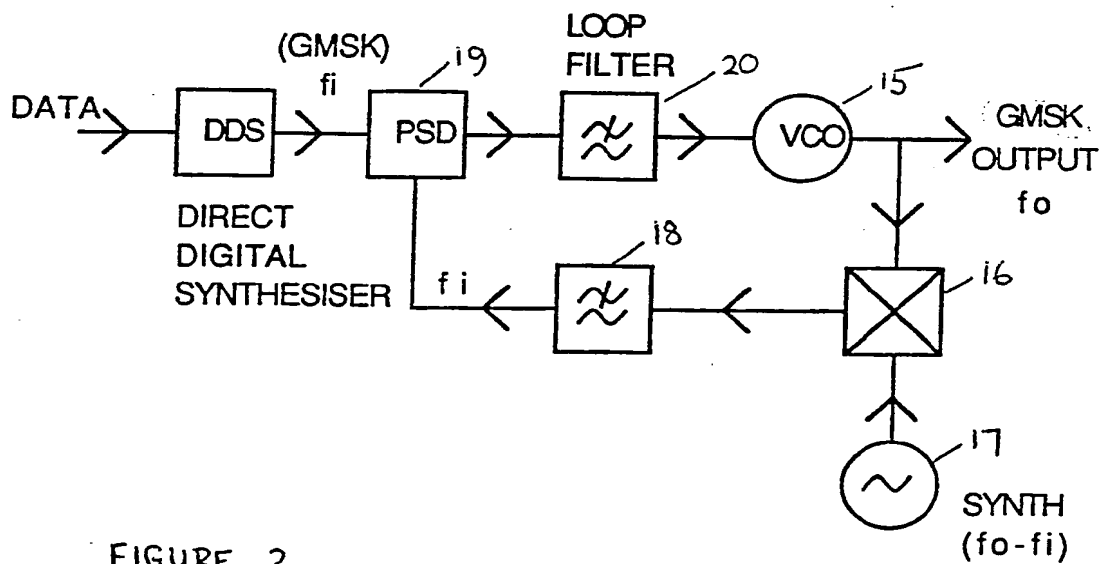 LOOP
FILTER
(GMSK)
fi
19
20
15
DATA
DDS
PSD
VCO
GMSK
OUTPUT
fo
DIRECT
DIGITAL
SYNTHESISER
fi
18
16
17
SYNTH
(fo-fi)
FIGURE 2